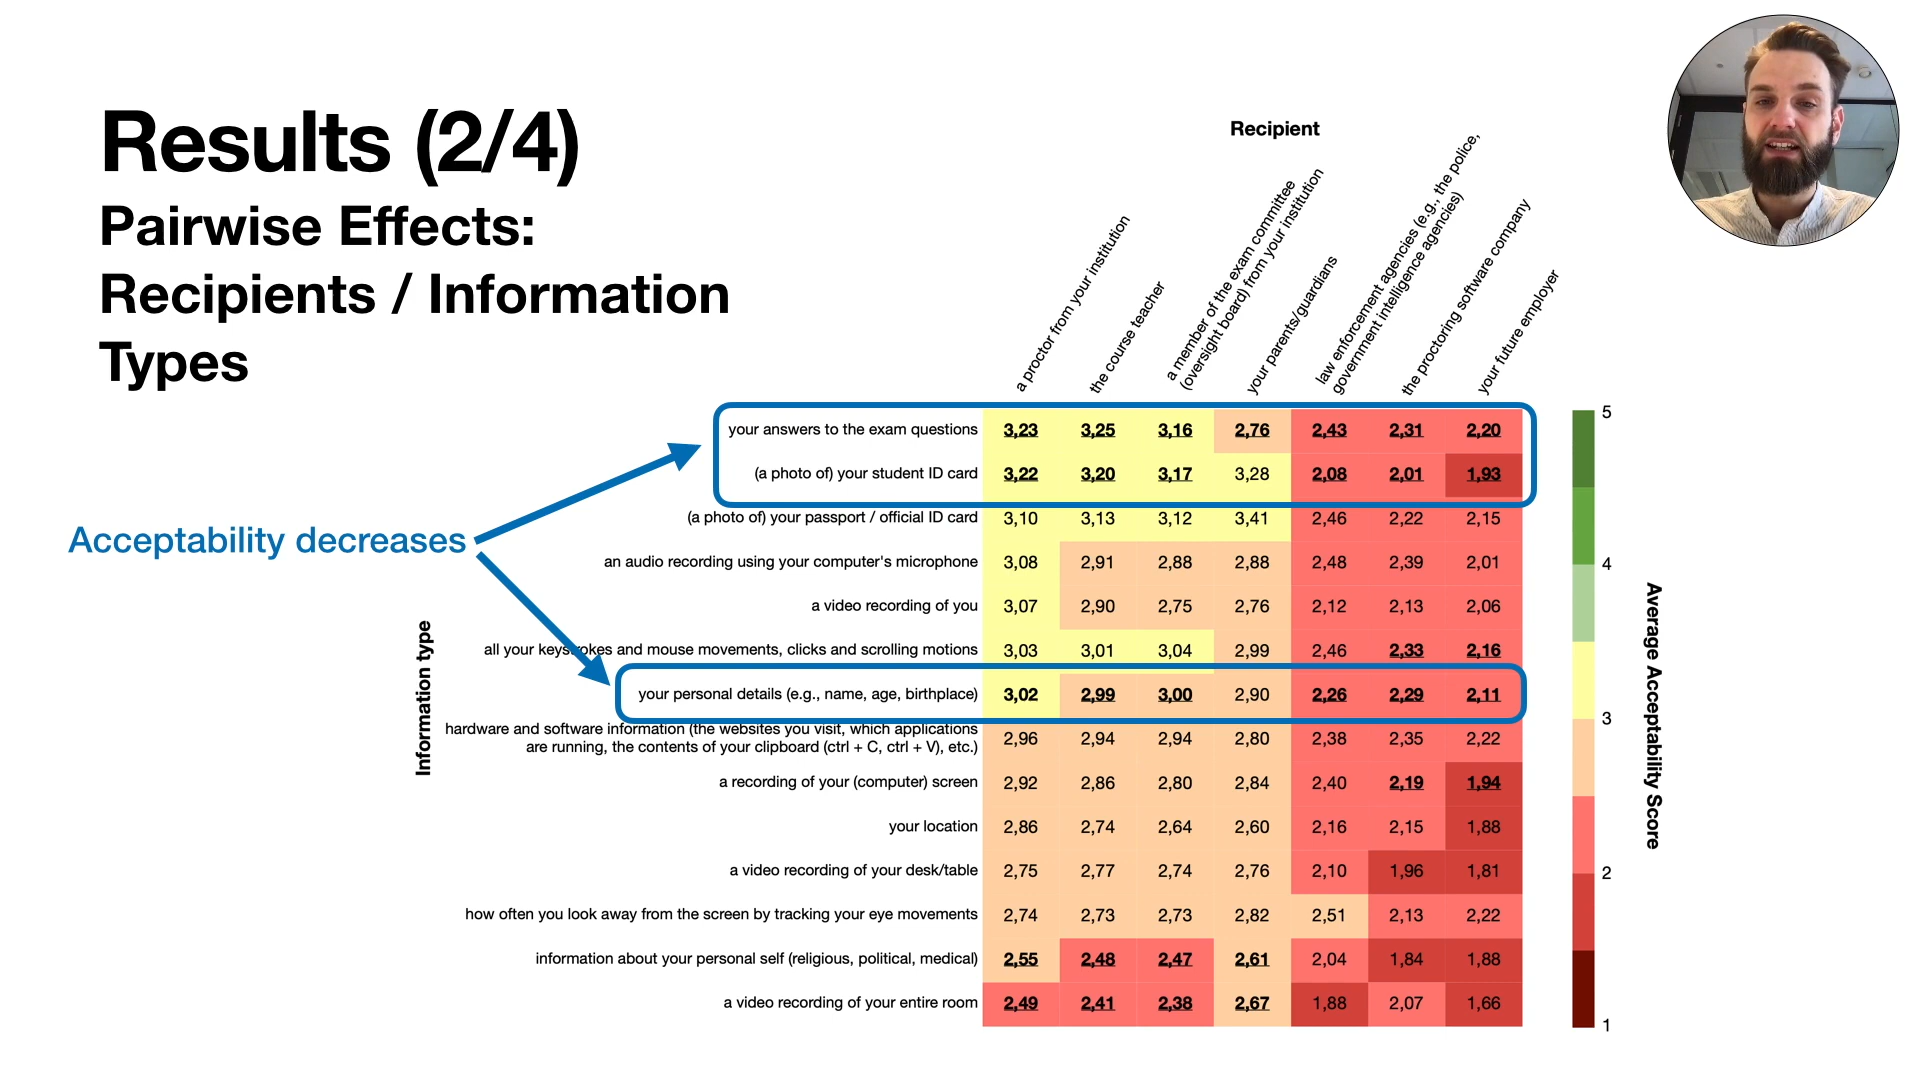 Results (2/4)
Pairwise Effects:
Recipients / Information
Types
Acceptability decreases
Recipient
a proctor from your institution
the course teacher
a member of the exam committee
(oversight board) from your institution
your parents/guardians
law enforcement agencies (e.g., the police,
government intelligence agencies)
the proctoring software company
your future employer
Information type
your answers to the exam questions 3,23 3,25 3,16 2,76 2,43 2,31 2,20
(a photo of) your student ID card 3,22 3,20 3,17 3,28 2,08 2,01 1,93
(a photo of) your passport / official ID card 3,10 3,13 3,12 3,41 2,46 2,22 2,15
an audio recording using your computer's microphone 3,08 2,91 2,88 2,88 2,48 2,39 2,01
a video recording of you 3,07 2,90 2,75 2,76 2,12 2,13 2,06
all your keystrokes and mouse movements, clicks and scrolling motions 3,03 3,01 3,04 2,99 2,46 2,33 2,16
your personal details (e.g., name, age, birthplace) 3,02 2,99 3,00 2,90 2,26 2,29 2,11
hardware and software information (the websites you visit, which applications
are running, the contents of your clipboard (ctrl + C, ctrl + V), etc.) 2,96 2,94 2,94 2,80 2,38 2,35 2,22
a recording of your (computer) screen 2,92 2,86 2,80 2,84 2,40 2,19 1,94
your location 2,86 2,74 2,64 2,60 2,16 2,15 1,88
a video recording of your desk/table 2,75 2,77 2,74 2,76 2,10 1,96 1,81
how often you look away from the screen by tracking your eye movements 2,74 2,73 2,73 2,82 2,51 2,13 2,22
information about your personal self (religious, political, medical) 2,55 2,48 2,47 2,61 2,04 1,84 1,88
a video recording of your entire room 2,49 2,41 2,38 2,67 1,88 2,07 1,66
5
4
3
2
1
Average Acceptability Score